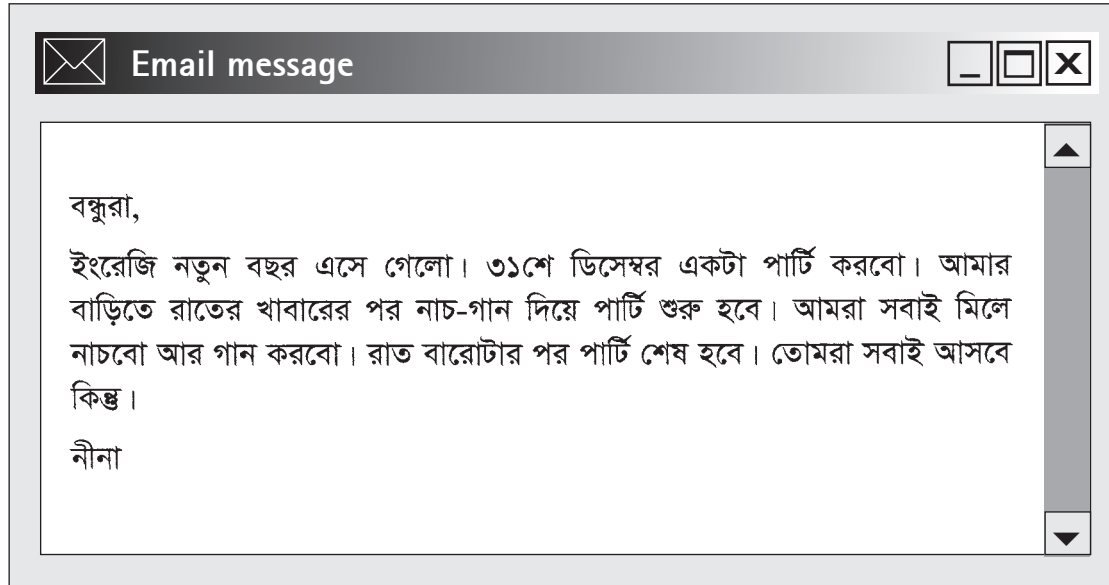 Email message
বন্ধুরা,
ইংরেজি নতুন বছর এসে গেলো। ৩১শে ডিসেম্বর একটা পার্টি করবো। আমার
বাড়িতে রাতের খাবারের পর নাচ-গান দিয়ে পার্টি শুরু হবে। আমরা সবাই মিলে
নাচবো আর গান করবো। রাত বারোটার পর পার্টি শেষ হবে। তোমরা সবাই আসবে
কিন্তু।
নীনা